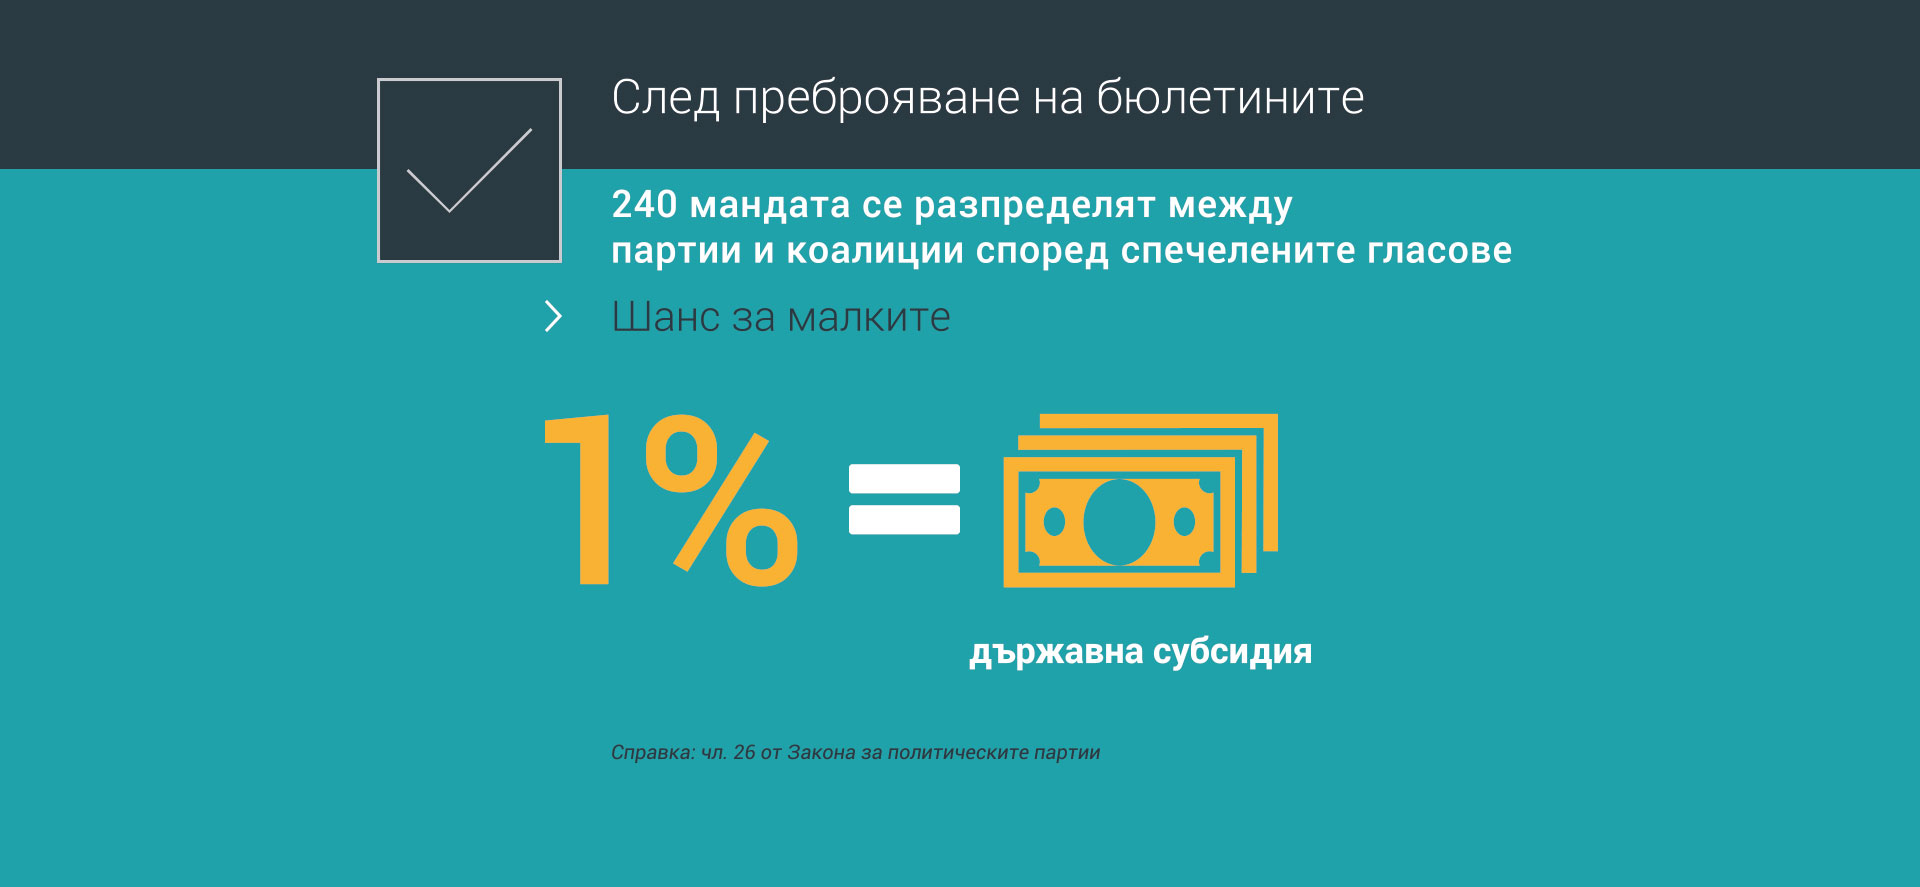 След преброяване на бюлетините
240 мандата се разпределят между
партии и коалиции според спечелените гласове
Шанс за малките
1% =
държавна субсидия
Справка: чл. 26 от Закона за политическите партии